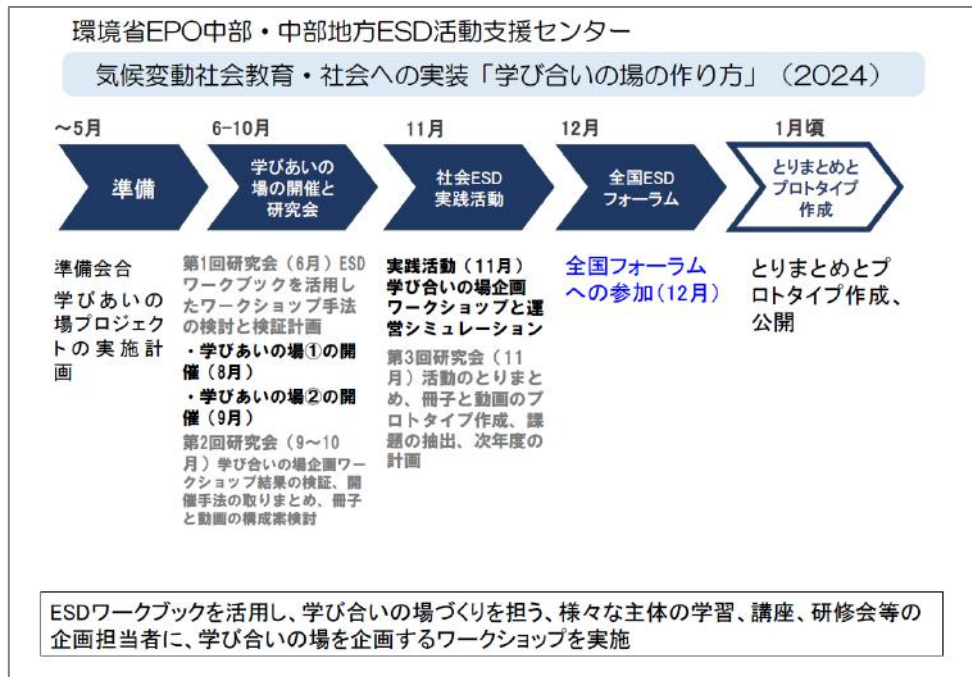 環境省EPO中部・中部地方ESD活動支援センター
気候変動社会教育・社会への実装「学び合いの場の作り方」（2024）
～5月
6-10月
11月
12月
1月頃
準備
学びあいの
場の開催と
研究会
社会ESD
実践活動
全国ESD
フォーラム
とりまとめと
プロトタイプ
作成
準備会合
学びあいの
場プロジェク
トの実施計
画
第1回研究会（6月）ESD
ワークブックを活用し
たワークショップ手法
の検討と検証計画
・学びあいの場①の開
催（8月）
・学びあいの場②の開
催（9月）
第2回研究会（9～10
月）学び合いの場企画ワー
クショップ結果の検証、開
催手法の取りまとめ、冊子
と動画の構成案検討
実践活動（11月）
学び合いの場企画
ワークショップと運
営シミュレーション
第3回研究会（11
月）活動のとりまと
め、冊子と動画のプ
ロトタイプ作成、課
題の抽出、次年度の
計画
全国フォーラム
への参加（12月）
とりまとめとプ
ロトタイプ作成、
公開
ESDワークブックを活用し、学び合いの場づくりを担う、様々な主体の学習、講座、研修会等の
企画担当者に、学び合いの場を企画するワークショップを実施